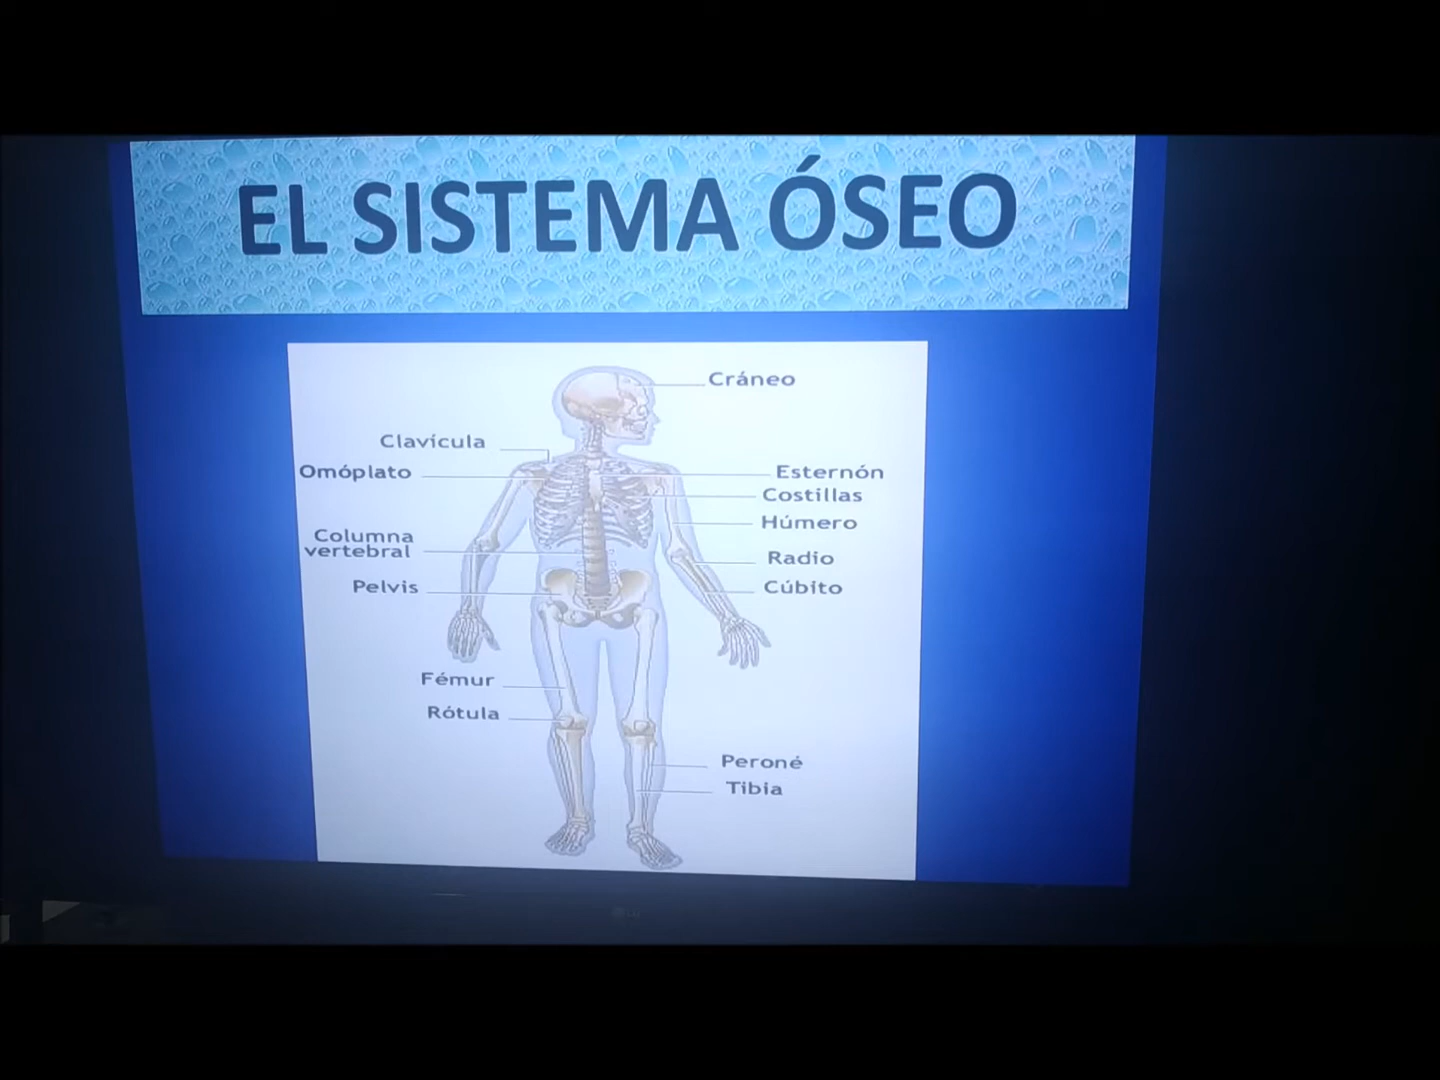 EL SISTEMA ÓSEO
Cráneo
Clavícula
Omóplato
Esternón
Costillas
Húmero
Columna
vertebral
Radio
Pelvis
Cúbito
Fémur
Rótula
Peroné
Tibia